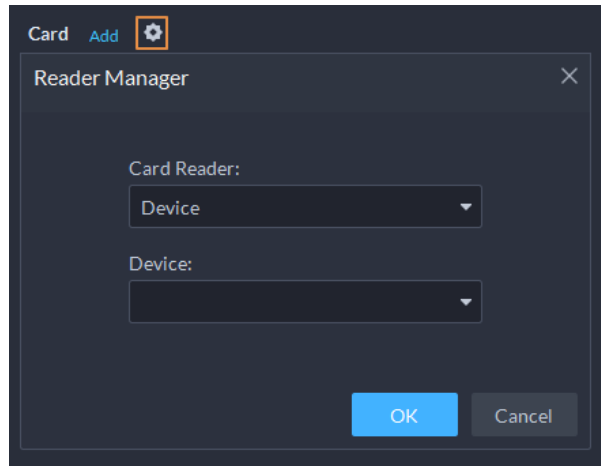 Card Add
Reader Manager
Card Reader:
Device
Device:
OK Cancel